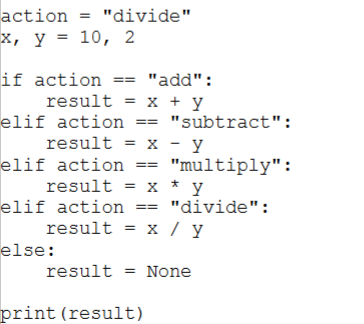 action = "divide"
x, y = 10, 2

if action == "add":
    result = x + y
elif action == "subtract":
    result = x - y
elif action == "multiply":
    result = x * y
elif action == "divide":
    result = x / y
else:
    result = None

print(result)